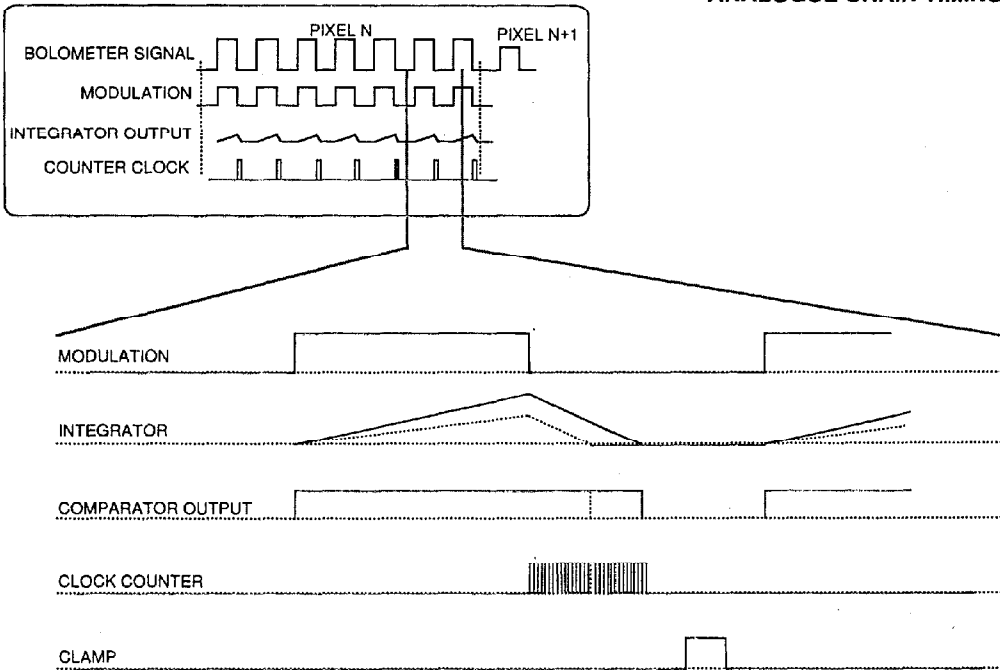 PIXEL N
PIXEL N+1
BOLOMETER SIGNAL
MODULATION
INTEGRATOR OUTPUT
COUNTER CLOCK
MODULATION
INTEGRATOR
COMPARATOR OUTPUT
CLOCK COUNTER
CLAMP